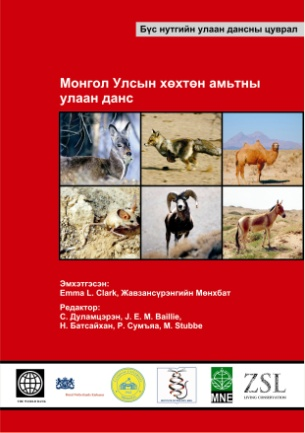 Бүс нутгийн улаан дансны цуврал
Монгол Улсын хөхтөн амьтны
улаан данс
Эмхэтгэсэн:
Emma L. Clark, Жавзансүрэнгийн Мөнхбат
Редактор:
С. Дуламцэрэн, J. E. M. Baillie,
Н. Батсайхан, Р. Сумъяа, M. Stubbe
MNE
ZSL
LIVING CONSERVATION
THE WORLD BANK